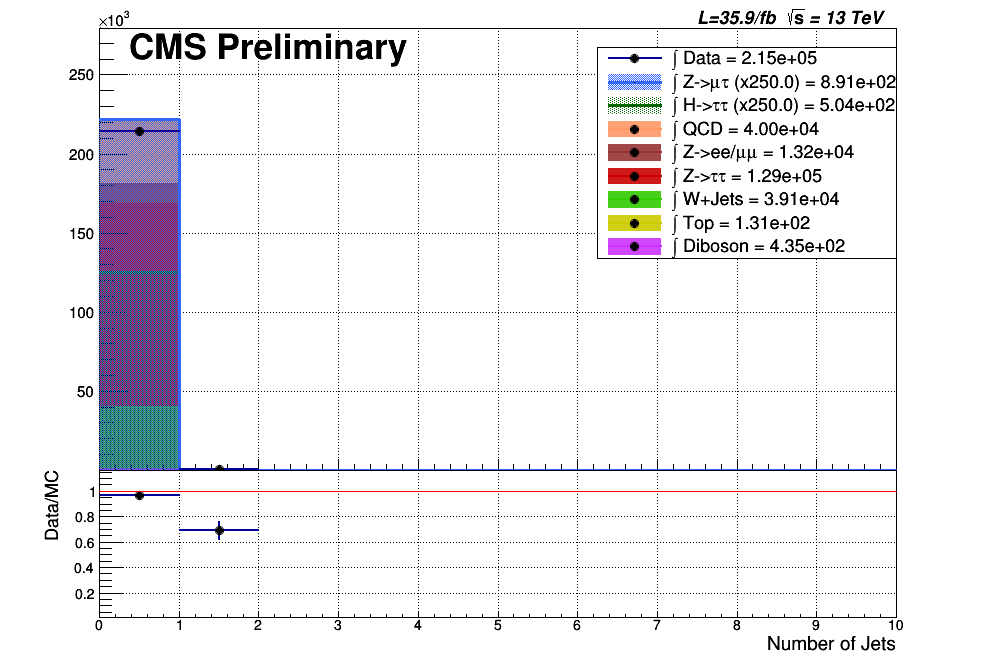 ×10³
L=35.9/fb √s = 13 TeV
CMS Preliminary
250
200
150
100
50
∫ Data = 2.15e+05
∫ Z->μτ (x250.0) = 8.91e+02
∫ H->ττ (x250.0) = 5.04e+02
∫ QCD = 4.00e+04
∫ Z->ee/μμ = 1.32e+04
∫ Z->ττ = 1.29e+05
∫ W+Jets = 3.91e+04
∫ Top = 1.31e+02
∫ Diboson = 4.35e+02
Data/MC
1
0.8
0.6
0.4
0.2
0 1 2 3 4 5 6 7 8 9 10
Number of Jets